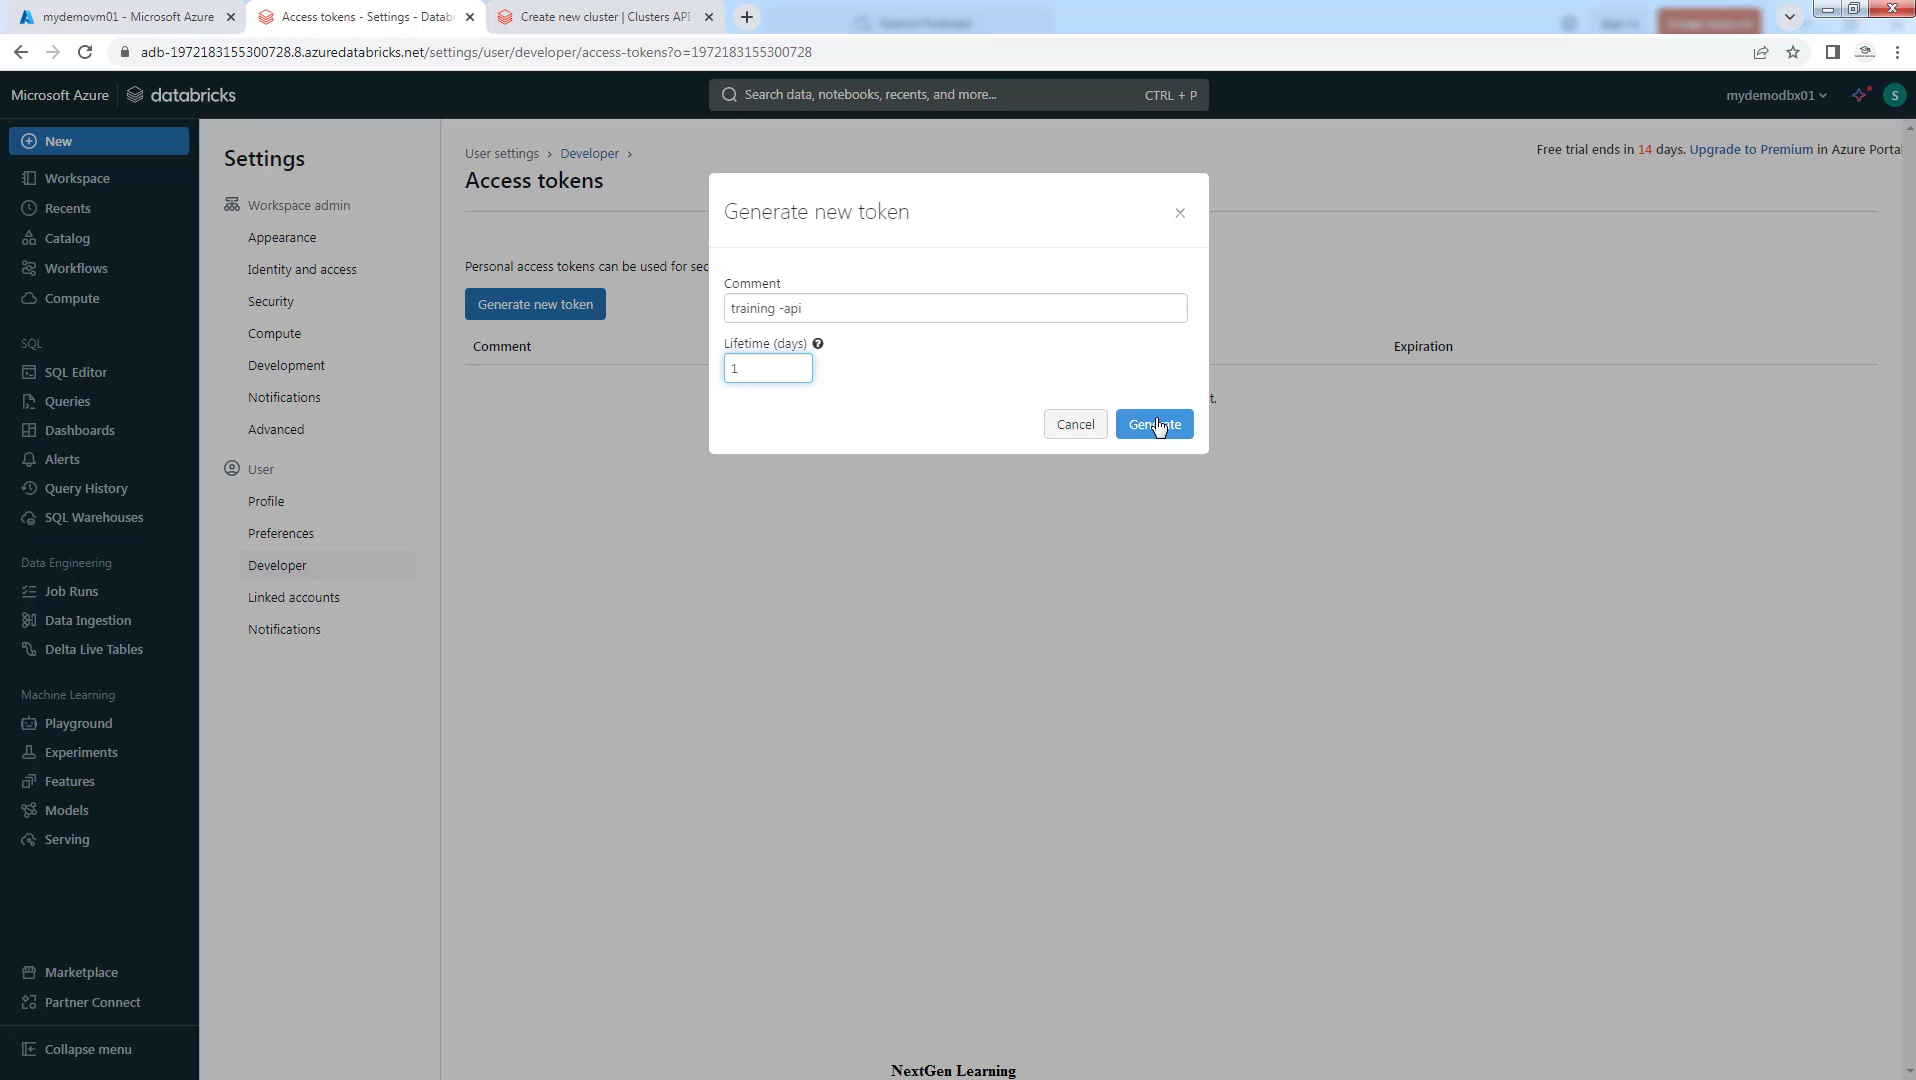 mydemovm01 - Microsoft Azure
Access tokens - Settings - Datab
Create new cluster | Clusters API
adb-1972183155300728.8.azuredatabricks.net/settings/user/developer/access-tokens?o=1972183155300728
Microsoft Azure
databricks
Search data, notebooks, recents, and more...
CTRL + P
mydemodbx01
S
New
Workspace
Recents
Catalog
Workflows
Compute
SQL
SQL Editor
Queries
Dashboards
Alerts
Query History
SQL Warehouses
Data Engineering
Job Runs
Data Ingestion
Delta Live Tables
Machine Learning
Playground
Experiments
Features
Models
Serving
Marketplace
Partner Connect
Collapse menu
Settings
Workspace admin
Appearance
Identity and access
Security
Compute
Development
Notifications
Advanced
User
Profile
Preferences
Developer
Linked accounts
Notifications
User settings > Developer >
Free trial ends in 14 days. Upgrade to Premium in Azure Portal
Access tokens
Personal access tokens can be used for sec
Generate new token
Comment
Expiration
t.
Generate new token
Comment
training -api
Lifetime (days)
1
Cancel
Generate
NextGen Learning